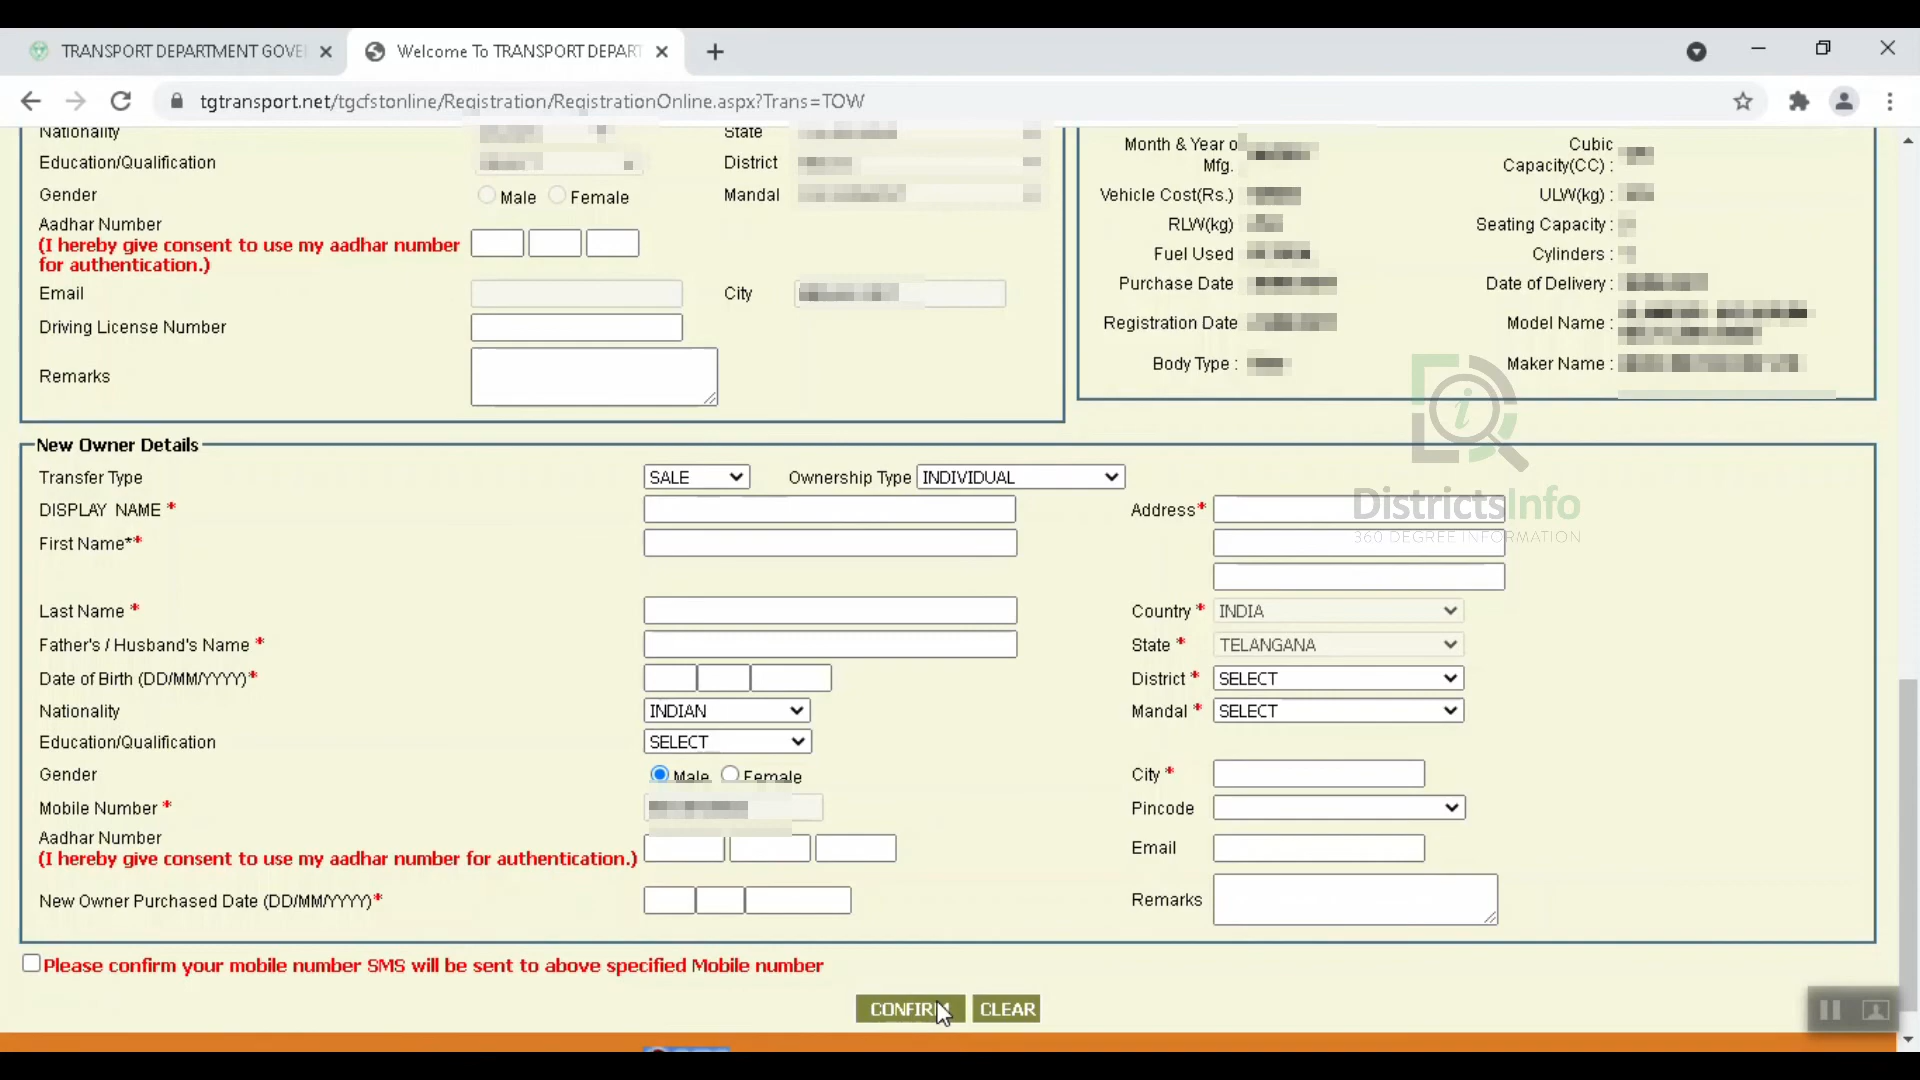 TRANSPORT DEPARTMENT GOVE
Welcome To TRANSPORT DEPART
tgtransport.net/tgcfstonline/Registration/RegistrationOnline.aspx?Trans=TOW
Nationality
State
Education/Qualification
District
Gender
Male
Female
Mandal
Aadhar Number
(I hereby give consent to use my aadhar number
for authentication.)
Email
City
Driving License Number
Remarks
Month & Year o
Mfg.
Cubic
Capacity(CC) :
Vehicle Cost(Rs.)
ULW(kg) :
RLW(kg)
Seating Capacity :
Fuel Used
Cylinders :
Purchase Date
Date of Delivery :
Registration Date
Model Name :
Body Type :
Maker Name :
DistrictsInfo
360 DEGREE INFORMATION
New Owner Details
Transfer Type
SALE
Ownership Type
INDIVIDUAL
DISPLAY NAME *
Address*
First Name**
Last Name *
Country *
INDIA
Father's / Husband's Name *
State *
TELANGANA
Date of Birth (DD/MM/YYYY)*
District *
SELECT
Nationality
INDIAN
Mandal *
SELECT
Education/Qualification
SELECT
Gender
Male
Female
City *
Mobile Number *
Pincode
Aadhar Number
(I hereby give consent to use my aadhar number for authentication.)
Email
New Owner Purchased Date (DD/MM/YYYY)*
Remarks
Please confirm your mobile number SMS will be sent to above specified Mobile number
CONFIRM
CLEAR